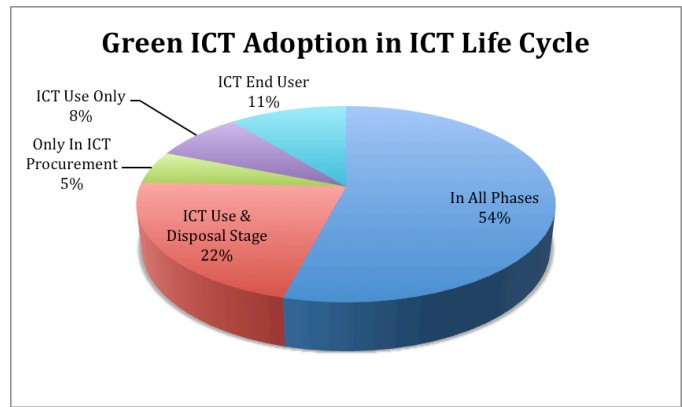 Green ICT Adoption in ICT Life Cycle
ICT End User
11%
ICT Use Only
8%
Only In ICT
Procurement
5%
In All Phases
54%
ICT Use &
Disposal Stage
22%